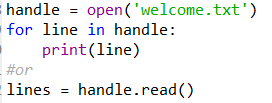 handle = open('welcome.txt')
for line in handle:
    print(line)
#or
lines = handle.read()